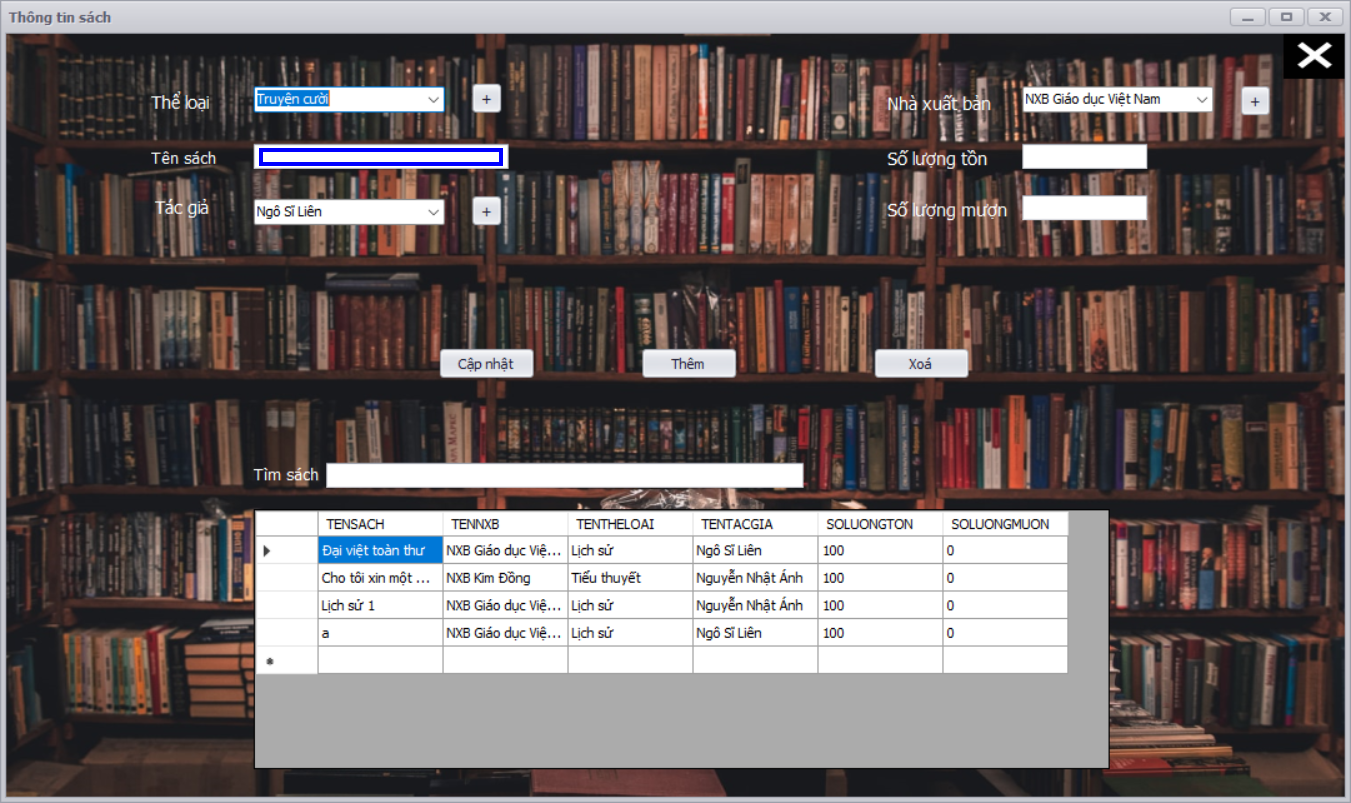 Thông tin sách
Thể loại Truyện cười + Nhà xuất bản NXB Giáo dục Việt Nam +
Tên sách Số lượng tồn
Tác giả Ngô Sĩ Liên + Số lượng mượn
Cập nhật Thêm Xoá
Tìm sách
TENSACH TENNXB TENTHELOAI TENTACGIA SOLUONGTON SOLUONGMUON
Đại việt toàn thư NXB Giáo dục Việ... Lịch sử Ngô Sĩ Liên 100 0
Cho tôi xin một ... NXB Kim Đồng Tiểu thuyết Nguyễn Nhật Ánh 100 0
Lịch sử 1 NXB Giáo dục Việ... Lịch sử Nguyễn Nhật Ánh 100 0
a NXB Giáo dục Việ... Lịch sử Ngô Sĩ Liên 100 0